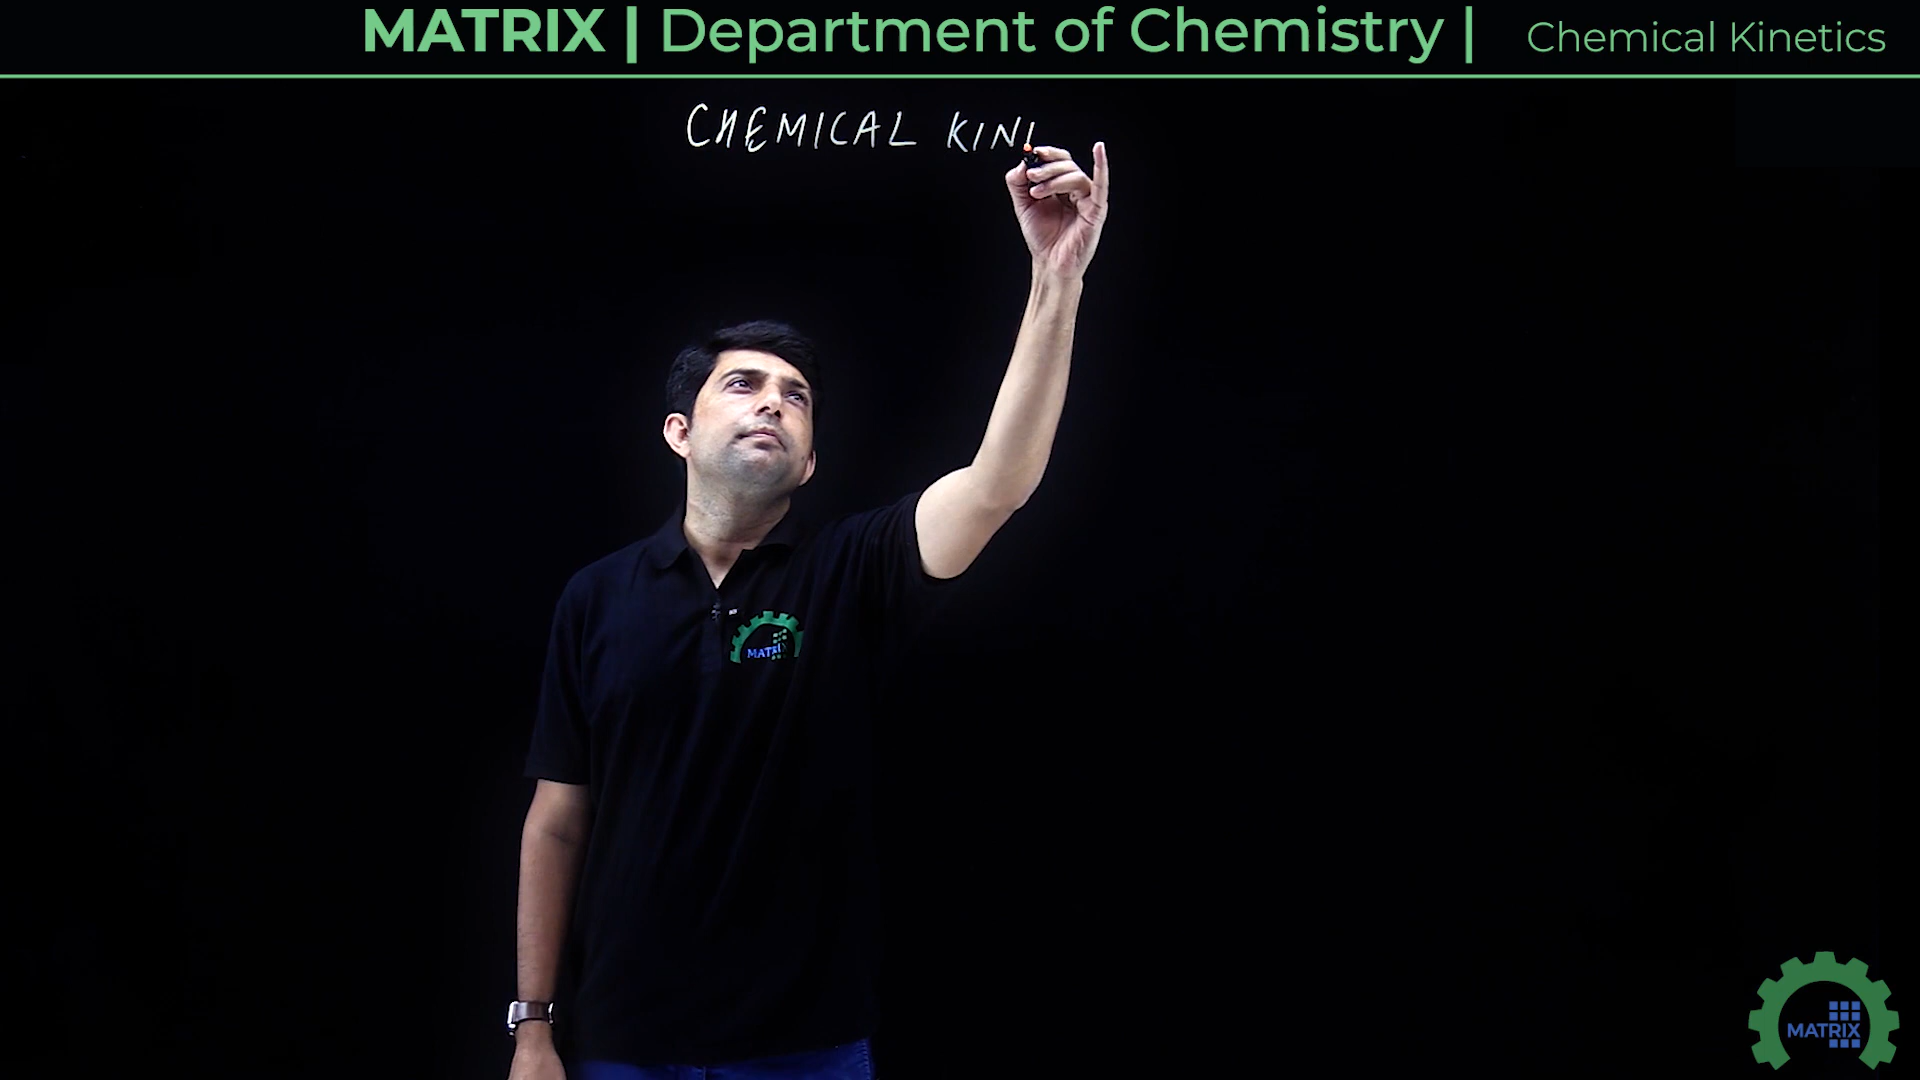 MATRIX | Department of Chemistry | Chemical Kinetics
CHEMICAL KINI
MATRIX
MATRIX